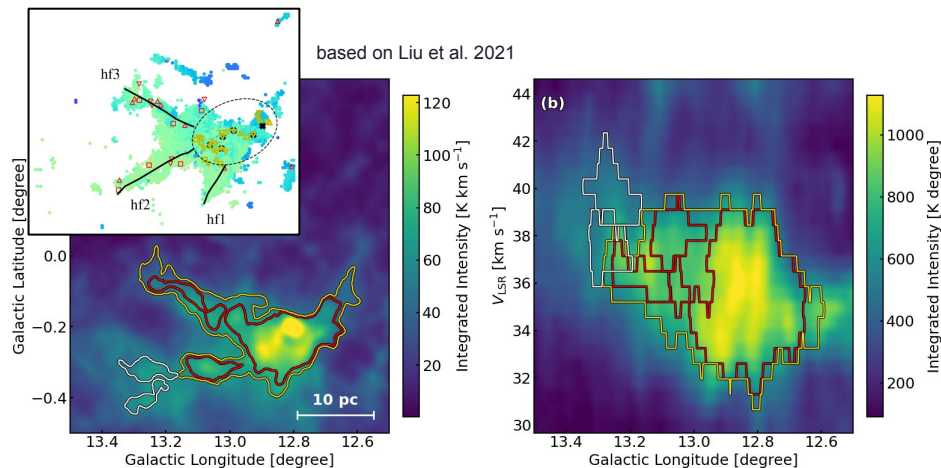 based on Liu et al. 2021
hf3
hf2
hf1
(b)
Galactic Latitude [degree]
0.0
−0.2
−0.4
13.4
13.2
13.0
12.8
12.6
Galactic Longitude [degree]
10 pc
120
100
80
60
40
20
Integrated Intensity [K km s⁻¹]
V_LSR [km s⁻¹]
44
42
40
38
36
34
32
30
13.4
13.2
13.0
12.8
12.6
Galactic Longitude [degree]
1000
800
600
400
200
Integrated Intensity [K degree]